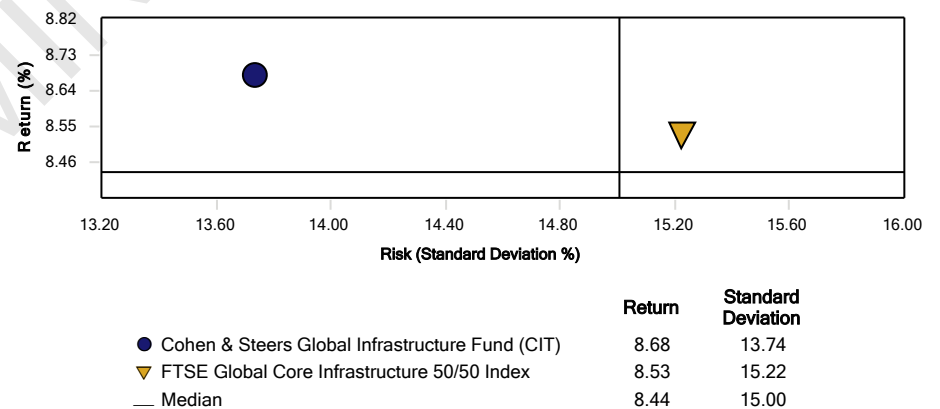 8.82
8.73
8.64
8.55
8.46
Return (%)
13.20 13.60 14.00 14.40 14.80 15.20 15.60 16.00
Risk (Standard Deviation %)
Return Standard Deviation
Cohen & Steers Global Infrastructure Fund (CIT) 8.68 13.74
FTSE Global Core Infrastructure 50/50 Index 8.53 15.22
Median 8.44 15.00